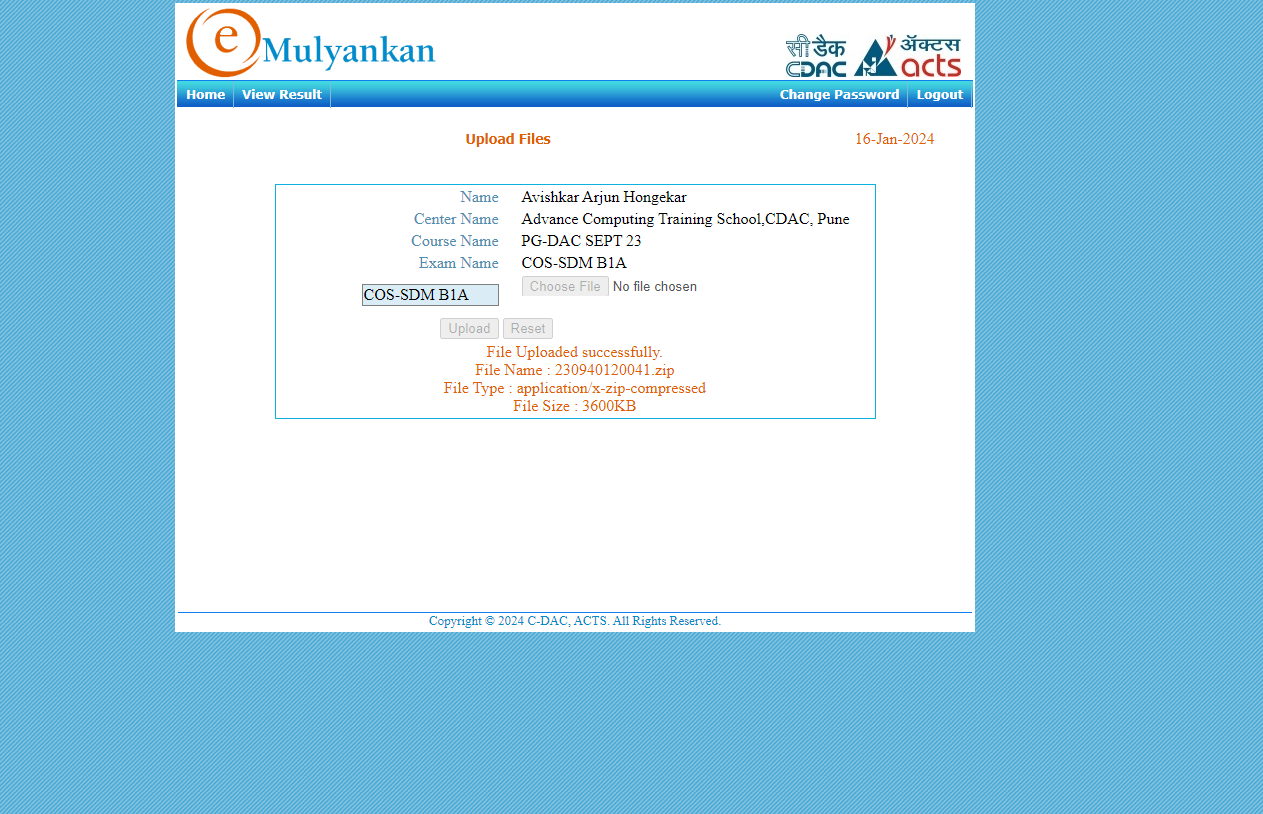 e Mulyankan
सी डैक
CDAC
ॲक्टस
acts
Home View Result Change Password Logout
Upload Files 16-Jan-2024
Name Avishkar Arjun Hongekar
Center Name Advance Computing Training School,CDAC, Pune
Course Name PG-DAC SEPT 23
Exam Name COS-SDM B1A
COS-SDM B1A Choose File No file chosen
Upload Reset
File Uploaded successfully.
File Name : 230940120041.zip
File Type : application/x-zip-compressed
File Size : 3600KB
Copyright © 2024 C-DAC, ACTS. All Rights Reserved.